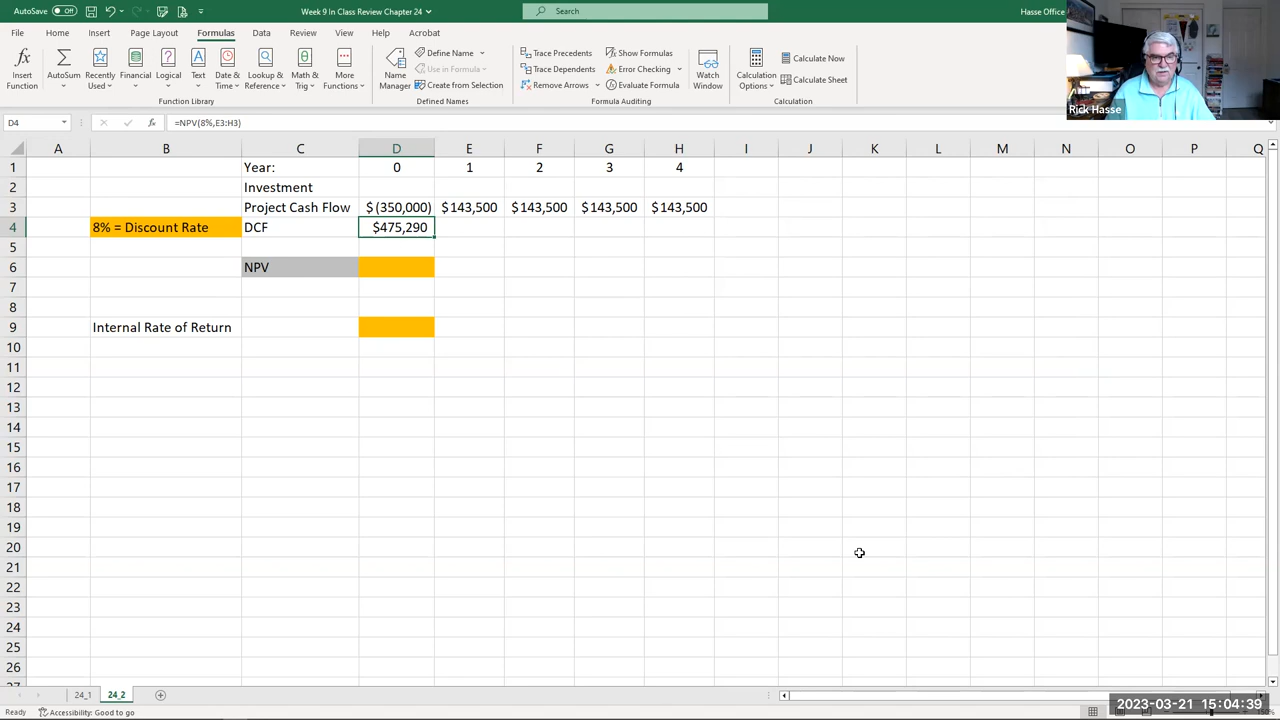 AutoSave Off Week 9 In Class Review Chapter 24 Search Hasse Office
File Home Insert Page Layout Formulas Data Review View Help Acrobat
Insert Function AutoSum Recently Used Financial Logical Text Date & Time Lookup & Reference Math & Trig More Functions
Function Library
Name Manager Define Name Use in Formula Create from Selection
Defined Names
Trace Precedents Show Formulas
Trace Dependents Error Checking
Remove Arrows Evaluate Formula
Formula Auditing
Watch Window
Calculation Options Calculate Now
Calculate Sheet
Calculation
Rick Hasse
D4 fx =NPV(8%,E3:H3)
A B C D E F G H I J K L M N O P Q
1 Year: 0 1 2 3 4
2 Investment
3 Project Cash Flow $ (350,000) $ 143,500 $ 143,500 $ 143,500 $ 143,500
4 8% = Discount Rate DCF $475,290
5
6 NPV
7
8
9 Internal Rate of Return
10
11
12
13
14
15
16
17
18
19
20
21
22
23
24
25
26
24_1 24_2
Ready Accessibility: Good to go
2023-03-21 15:04:39